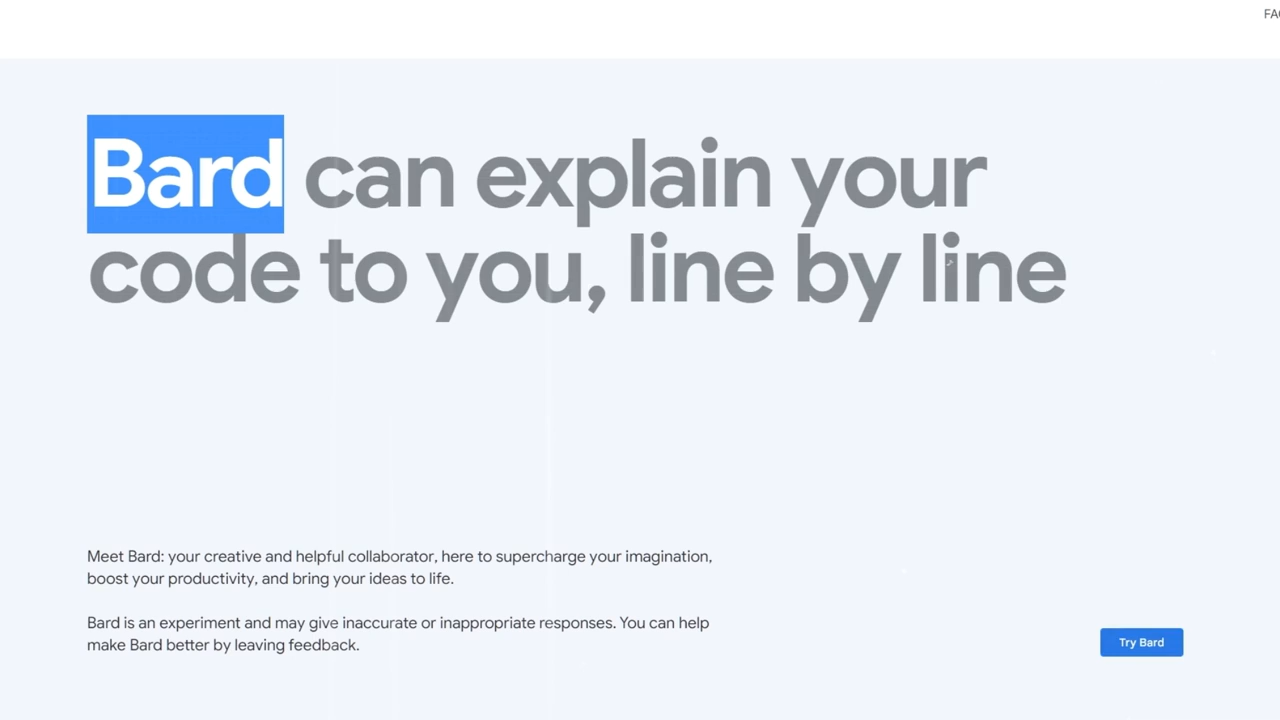 Bard can explain your
code to you, line by line
Meet Bard: your creative and helpful collaborator, here to supercharge your imagination,
boost your productivity, and bring your ideas to life.
Bard is an experiment and may give inaccurate or inappropriate responses. You can help
make Bard better by leaving feedback.
Try Bard